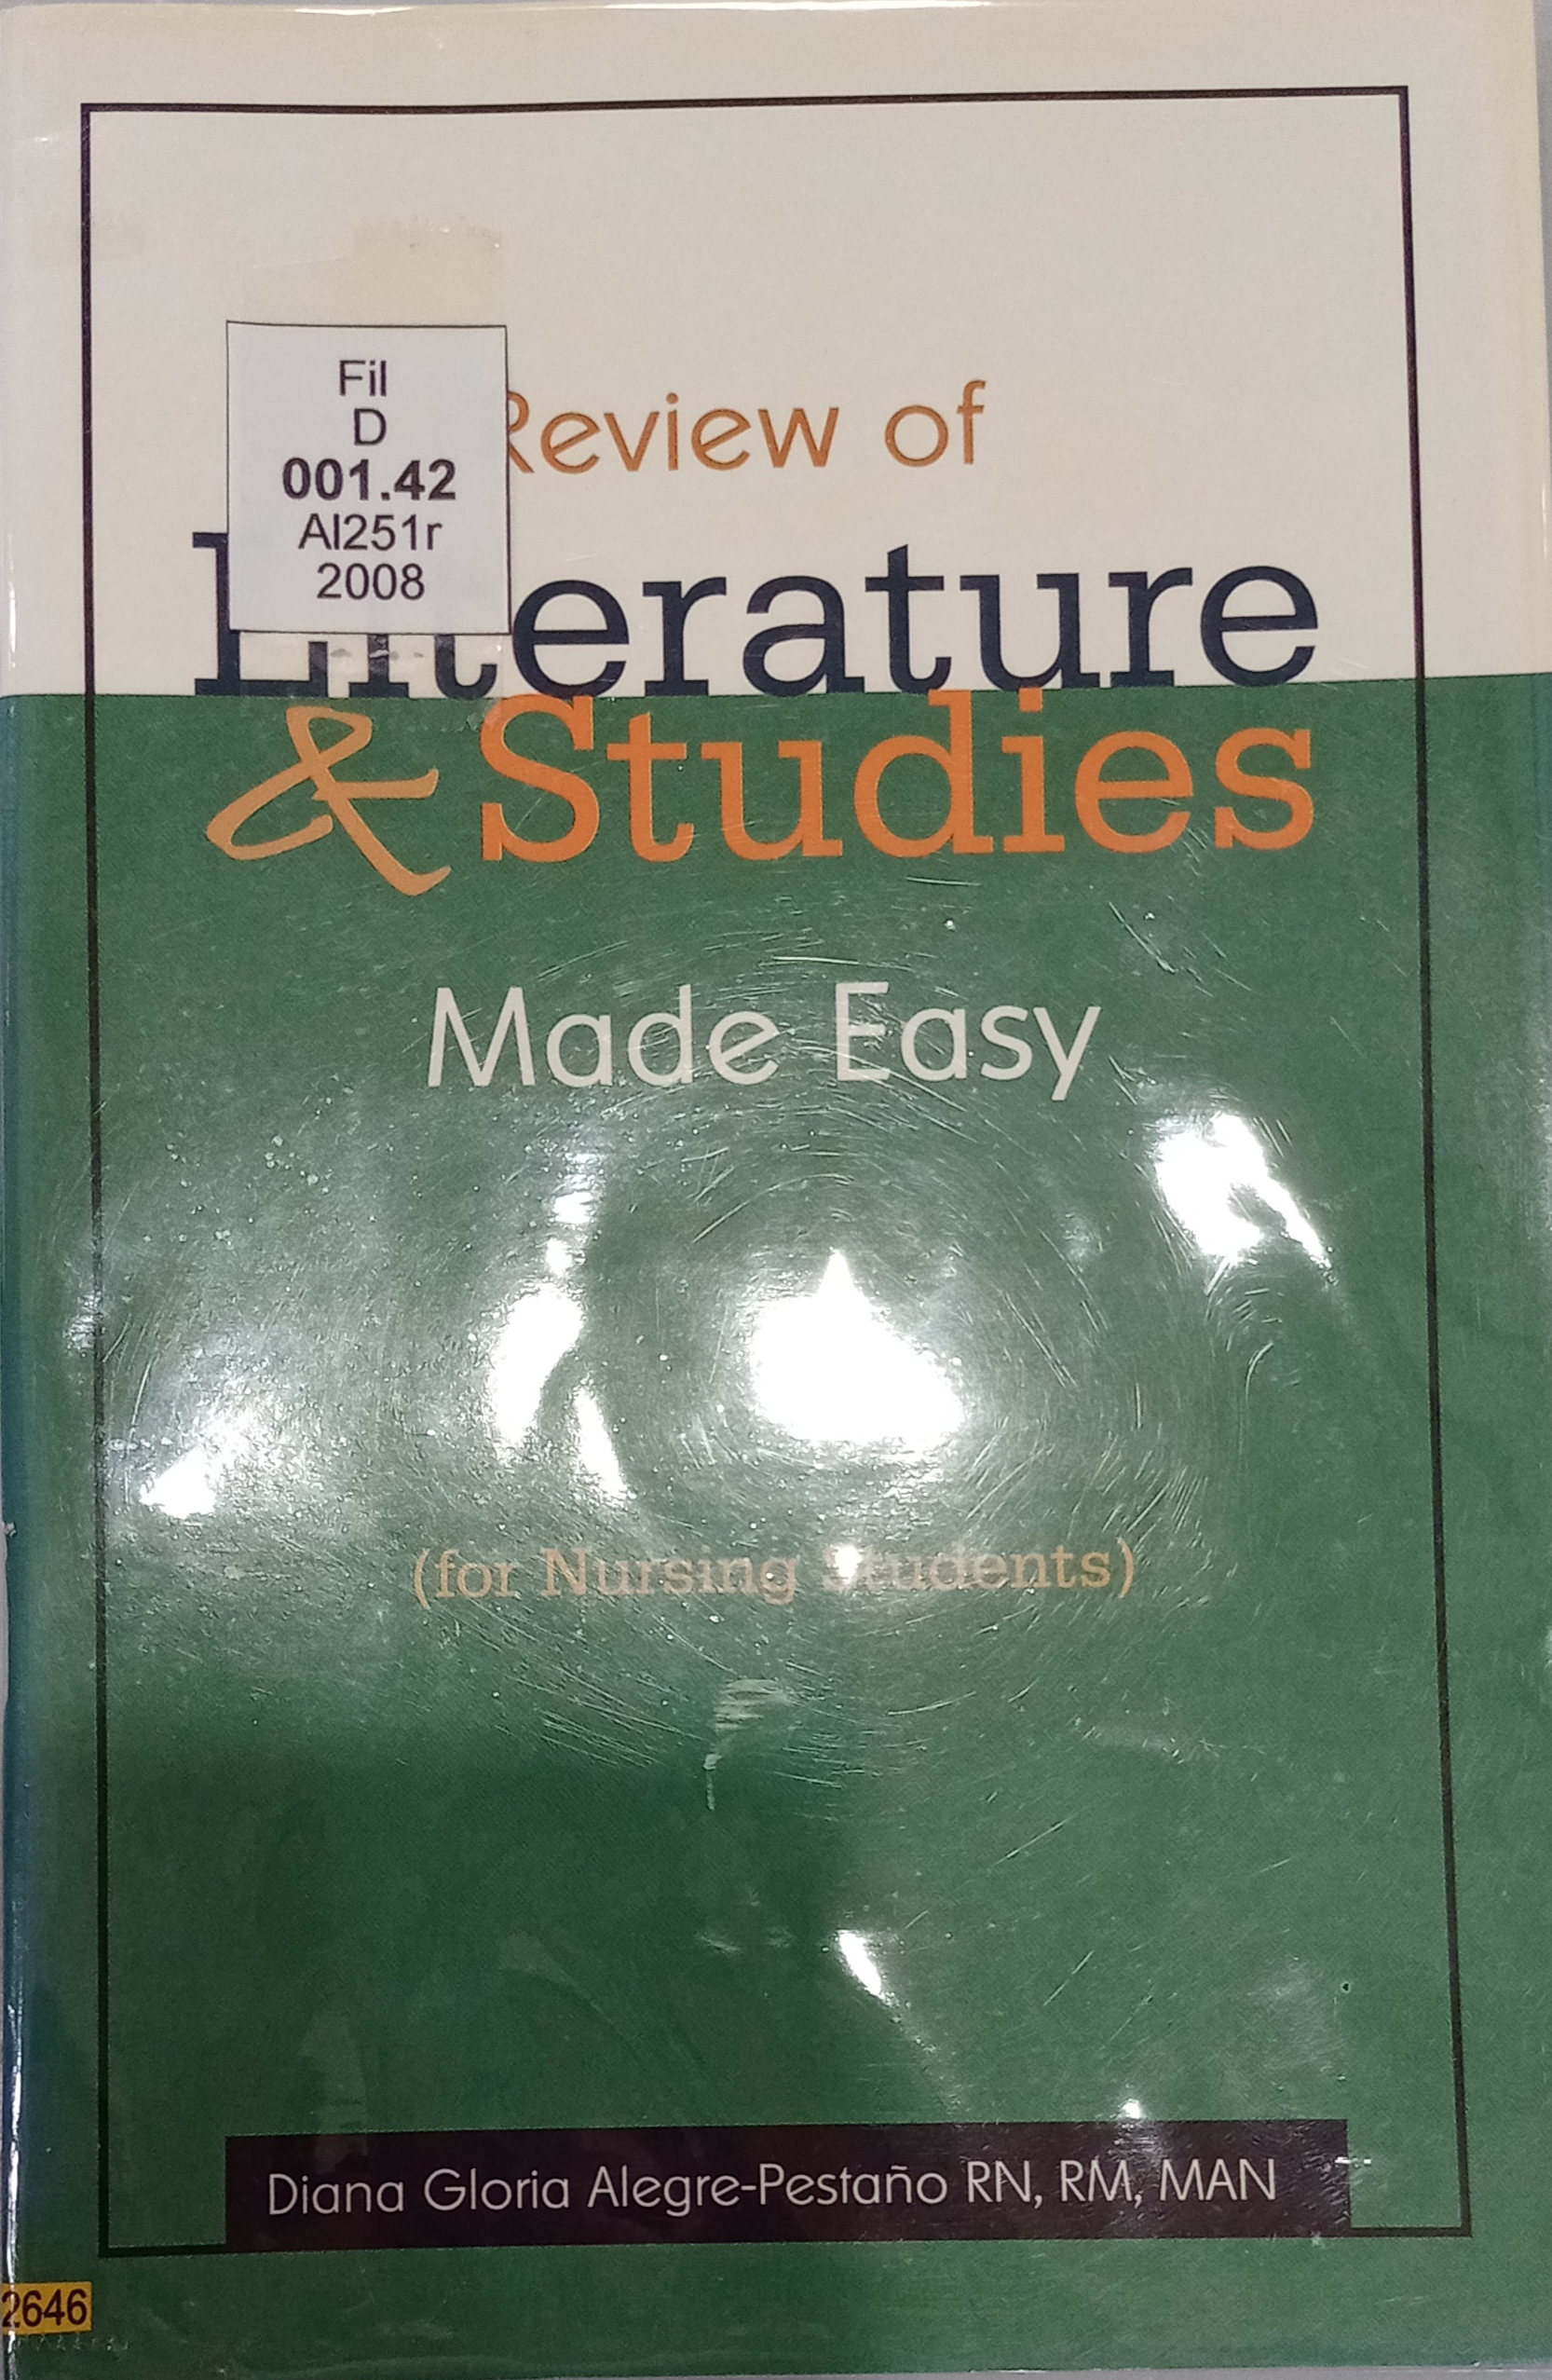 Fil
D
001.42
Al251r
2008
Review of
Literature
& Studies
Made Easy
(for Nursing Students)
Diana Gloria Alegre-Pestaño RN, RM, MAN
2646